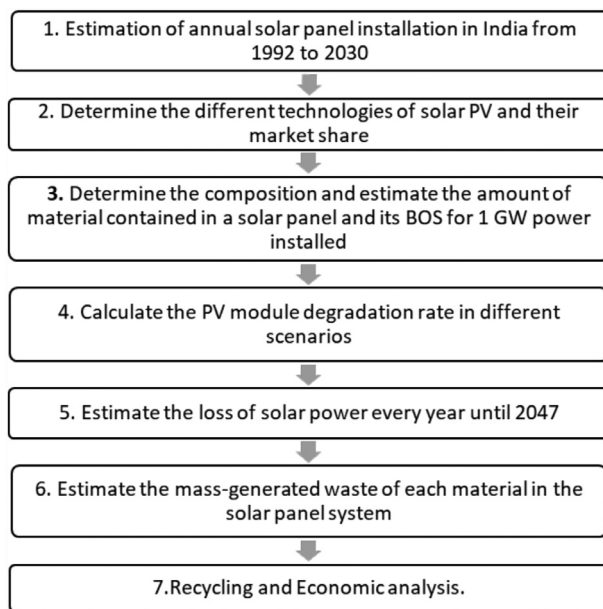 1. Estimation of annual solar panel installation in India from
1992 to 2030
2. Determine the different technologies of solar PV and their
market share
3. Determine the composition and estimate the amount of
material contained in a solar panel and its BOS for 1 GW power
installed
4. Calculate the PV module degradation rate in different
scenarios
5. Estimate the loss of solar power every year until 2047
6. Estimate the mass-generated waste of each material in the
solar panel system
7.Recycling and Economic analysis.